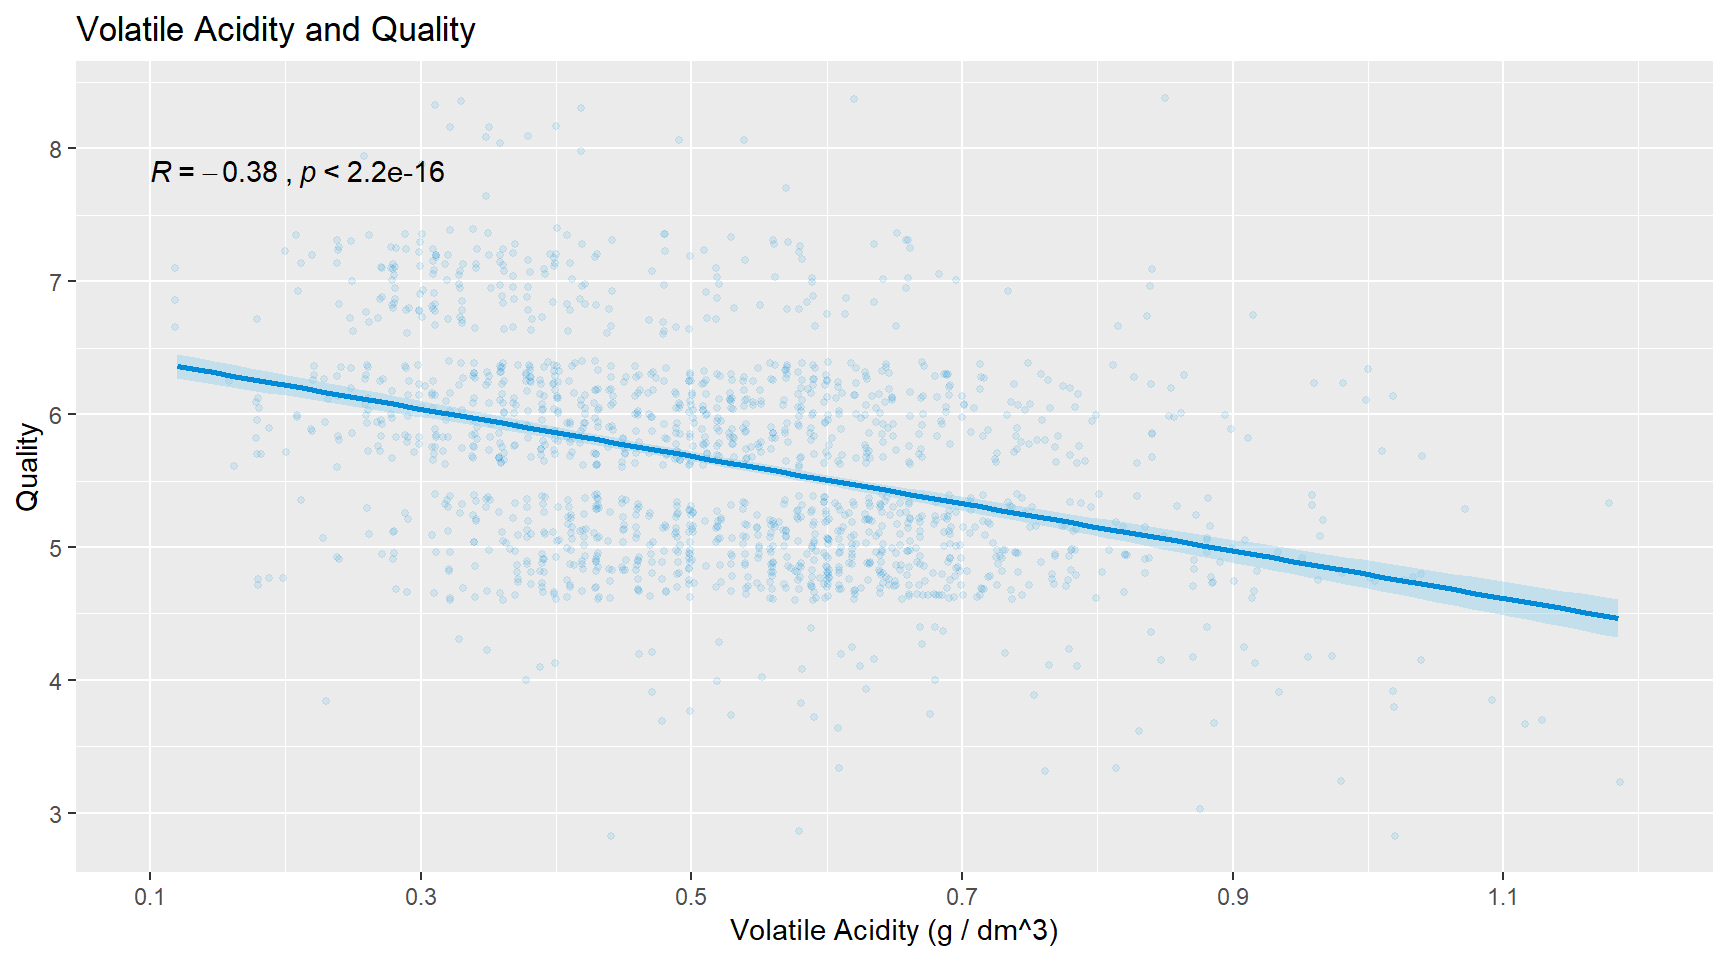 Volatile Acidity and Quality
R = −0.38 , p < 2.2e-16
8
7
6
5
4
3
Quality
0.1 0.3 0.5 0.7 0.9 1.1
Volatile Acidity (g / dm^3)